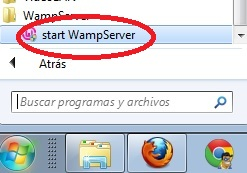 WampServer
start WampServer
Atrás
Buscar programas y archivos